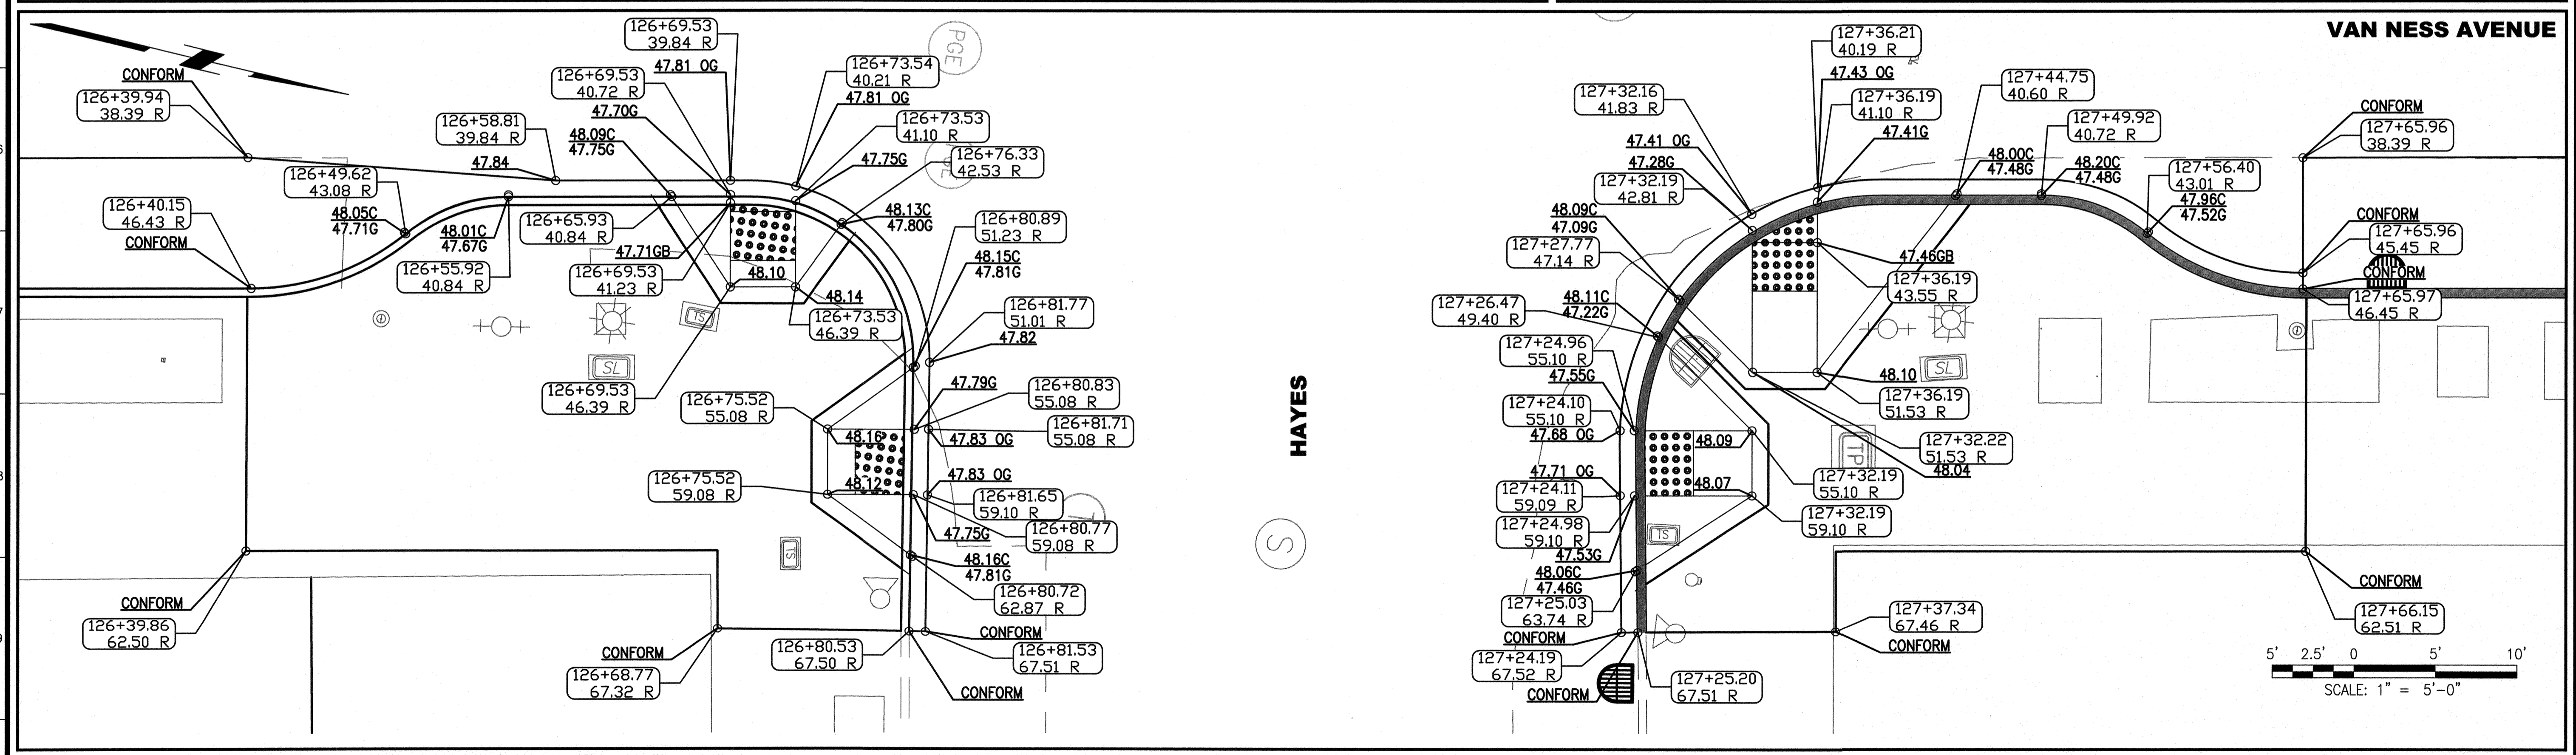 VAN NESS AVENUE
CONFORM
126+39.94
38.39 R
126+69.53
39.84 R
47.81 OG
126+69.53
40.72 R
47.70G
126+58.81
39.84 R
48.09C
47.75G
47.84
PGE
126+73.54
40.21 R
47.81 OG
126+73.53
41.10 R
47.75G
126+76.33
42.53 R
126+49.62
43.08 R
48.05C
47.71G
126+40.15
46.43 R
CONFORM
48.01C
47.67G
126+55.92
40.84 R
126+65.93
40.84 R
47.71GB
126+69.53
41.23 R
48.10
48.14
126+73.53
46.39 R
48.13C
47.80G
126+80.89
51.23 R
48.15C
47.81G
126+81.77
51.01 R
47.82
TS
SL
126+69.53
46.39 R
126+75.52
55.08 R
47.79G
126+80.83
55.08 R
126+81.71
55.08 R
47.83 OG
48.16
48.12
47.83 OG
126+75.52
59.08 R
126+81.65
59.10 R
126+80.77
59.08 R
47.75G
48.16C
47.81G
126+80.72
62.87 R
TS
T
CONFORM
126+39.86
62.50 R
CONFORM
126+68.77
67.32 R
126+80.53
67.50 R
CONFORM
126+81.53
67.51 R
CONFORM
HAYES
S
127+36.21
40.19 R
47.43 OG
127+36.19
41.10 R
47.41G
127+32.16
41.83 R
47.41 OG
47.28G
127+32.19
42.81 R
127+44.75
40.60 R
127+49.92
40.72 R
48.00C
47.48G
48.20C
47.48G
127+56.40
43.01 R
47.96C
47.52G
CONFORM
127+65.96
38.39 R
CONFORM
127+65.96
45.45 R
CONFORM
127+65.97
46.45 R
48.09C
47.09G
127+27.77
47.14 R
47.46GB
127+36.19
43.55 R
127+26.47
49.40 R
48.11C
47.22G
127+24.96
55.10 R
47.55G
127+24.10
55.10 R
47.68 OG
SL
48.10
127+36.19
51.53 R
127+32.22
51.53 R
48.04
TP
48.09
48.07
127+32.19
55.10 R
127+32.19
59.10 R
47.71 OG
127+24.11
59.09 R
127+24.98
59.10 R
47.53G
48.06C
47.46G
127+25.03
63.74 R
TS
CONFORM
127+24.19
67.52 R
CONFORM
127+25.20
67.51 R
127+37.34
67.46 R
CONFORM
CONFORM
127+66.15
62.51 R
5' 2.5' 0 5' 10'
SCALE: 1" = 5'-0"